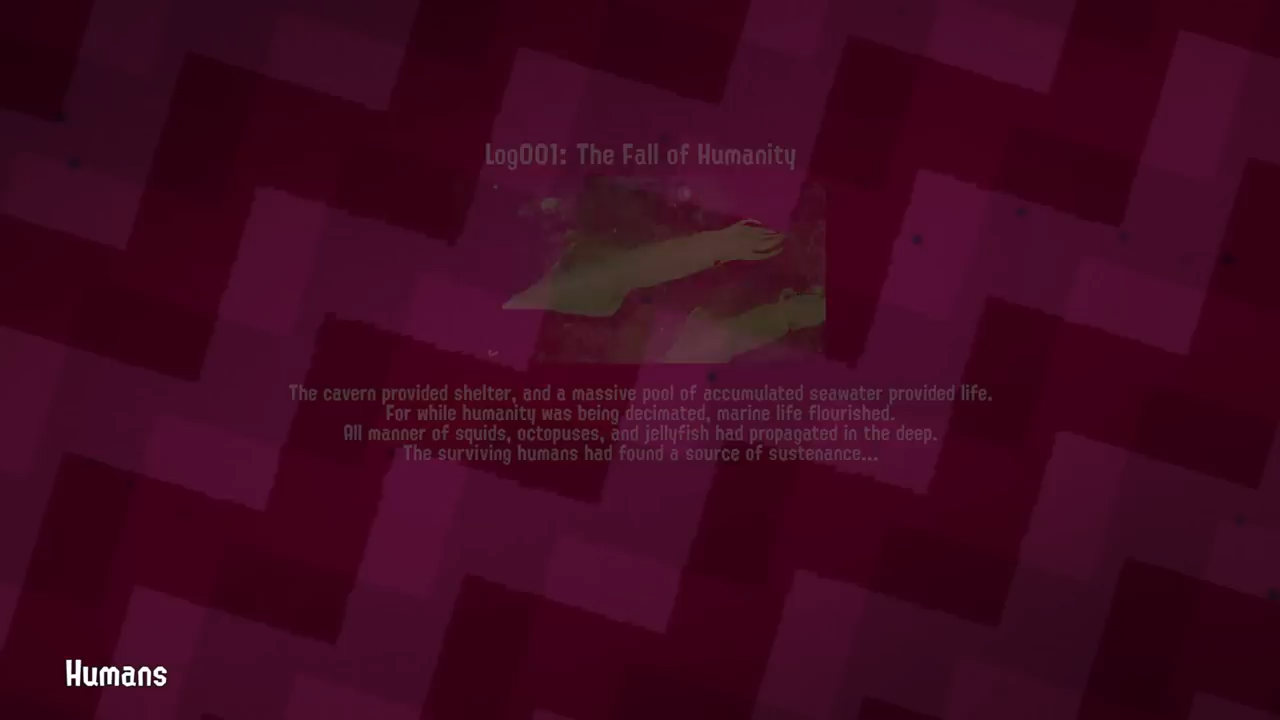 Log001: The Fall of Humanity
The cavern provided shelter, and a massive pool of accumulated seawater provided life.
For while humanity was being decimated, marine life flourished.
All manner of squids, octopuses, and jellyfish had propagated in the deep.
The surviving humans had found a source of sustenance...
Humans